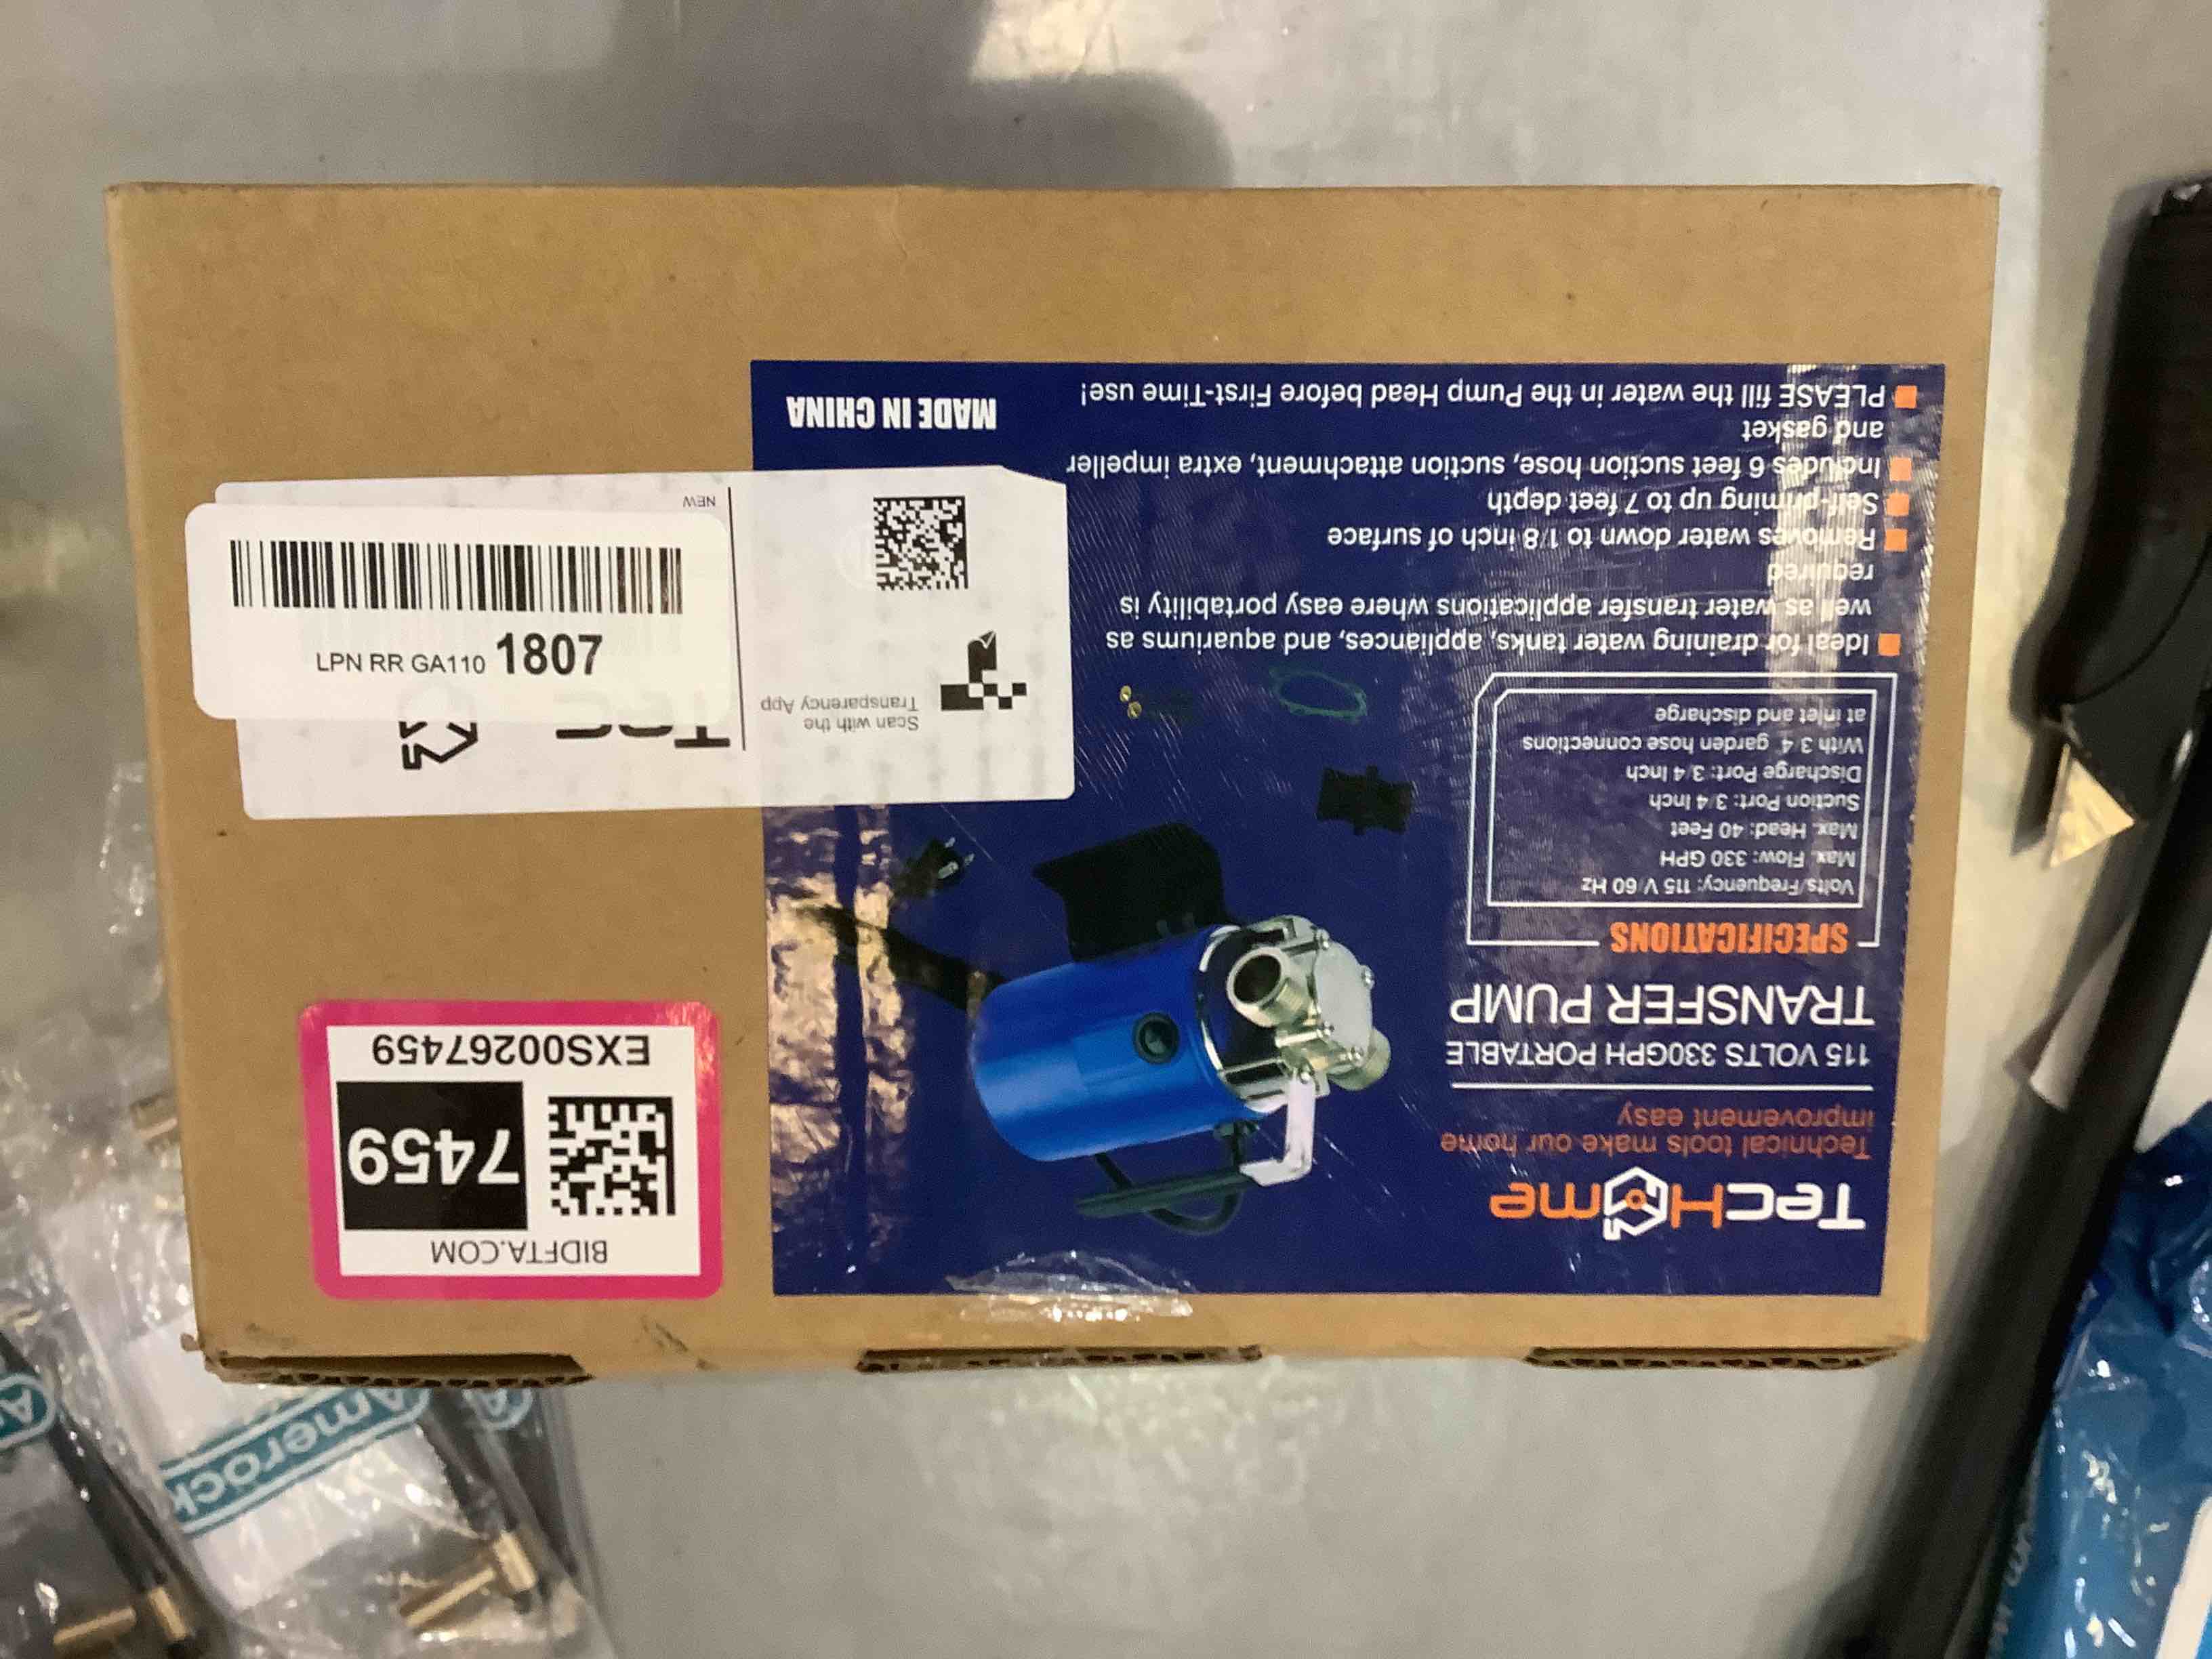 TecHome
Technical tools make our home
improvement easy
115 VOLTS 330GPH PORTABLE
TRANSFER PUMP
SPECIFICATIONS
Volts/Frequency: 115 V/60 Hz
Max. Flow: 330 GPH
Max. Head: 40 Feet
Suction Port: 3/4 Inch
Discharge Port: 3/4 Inch
With 3/4 garden hose connections
at inlet and discharge
Ideal for draining water tanks, appliances, and aquariums as
well as water transfer applications where easy portability is
required
Removes water down to 1/8 inch of surface
Self-priming up to 7 feet depth
Includes 6 feet suction hose, suction attachment, extra impeller
and gasket
PLEASE fill the water in the Pump Head before First-Time use!
MADE IN CHINA
BIDFTA.COM
7459
EXS00267459
Scan with the
Transparency App
NEW
LPN RR GA110 1807
Amerock